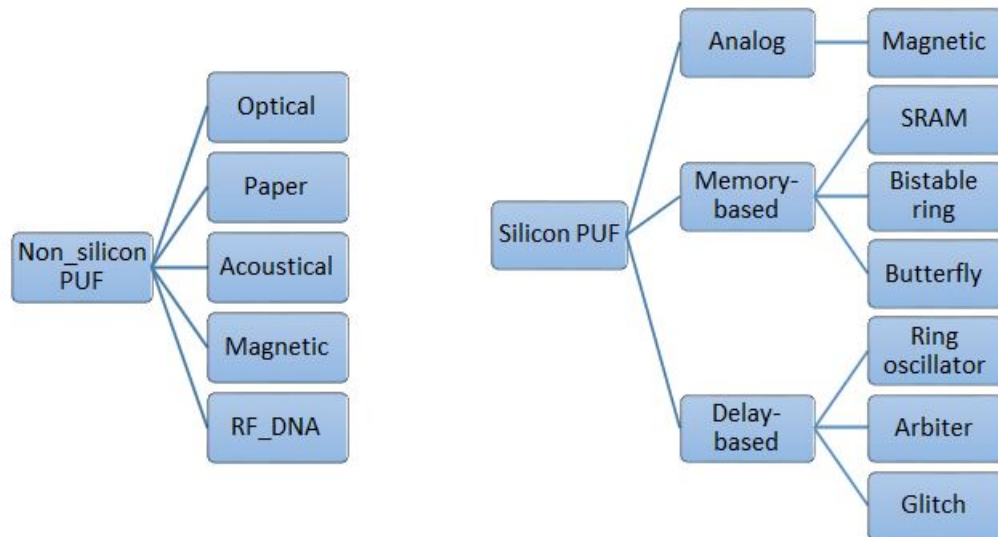 Non_silicon
PUF
Optical
Paper
Acoustical
Magnetic
RF_DNA
Silicon PUF
Analog
Magnetic
Memory-
based
SRAM
Bistable
ring
Butterfly
Delay-
based
Ring
oscillator
Arbiter
Glitch